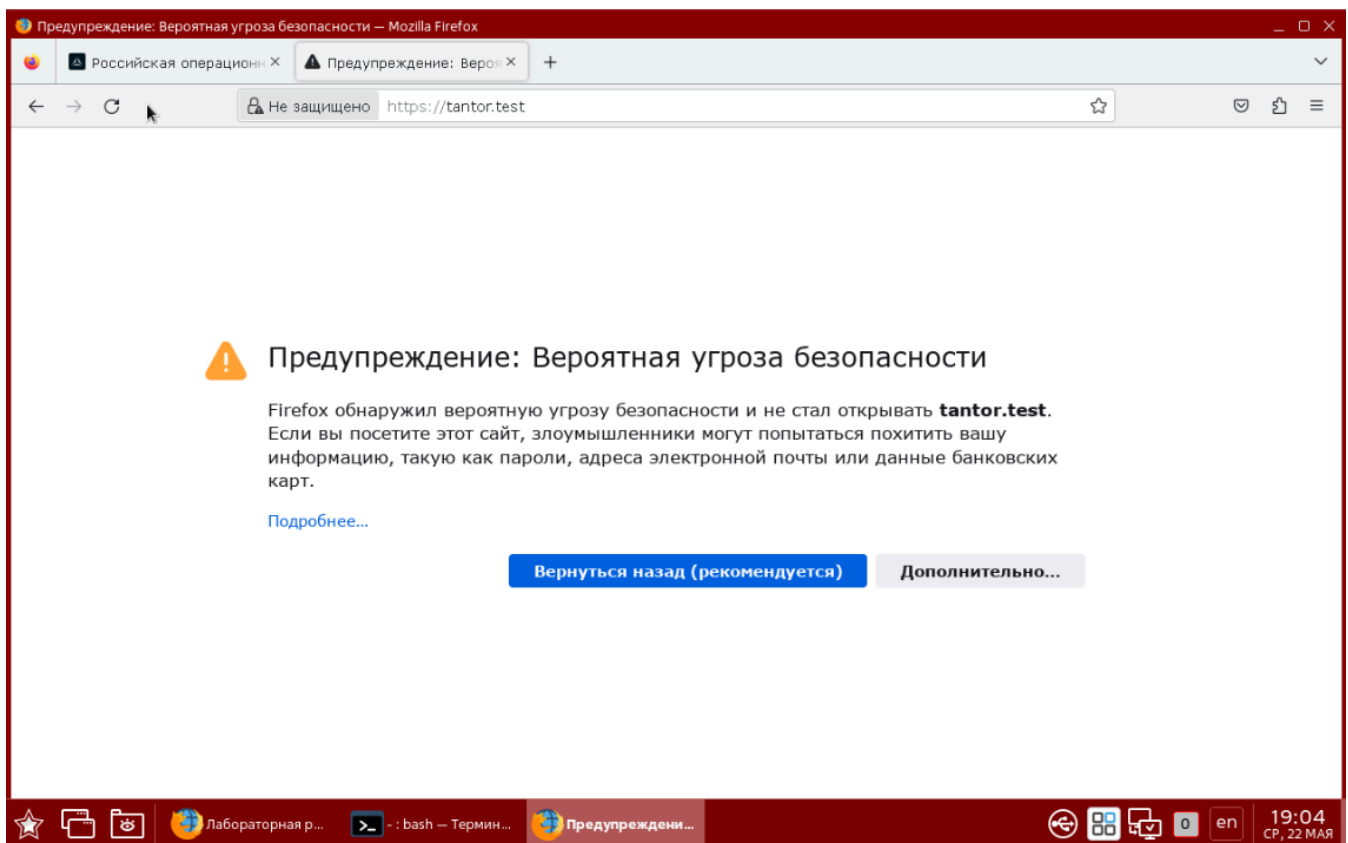 Предупреждение: Вероятная угроза безопасности — Mozilla Firefox
Российская операционн
Предупреждение: Вероя
Не защищено https://tantor.test
Предупреждение: Вероятная угроза безопасности
Firefox обнаружил вероятную угрозу безопасности и не стал открывать tantor.test.
Если вы посетите этот сайт, злоумышленники могут попытаться похитить вашу
информацию, такую как пароли, адреса электронной почты или данные банковских
карт.
Подробнее...
Вернуться назад (рекомендуется)
Дополнительно...
Лабораторная р...
- : bash — Термин...
Предупреждени...
0
en
19:04
СР, 22 МАЯ